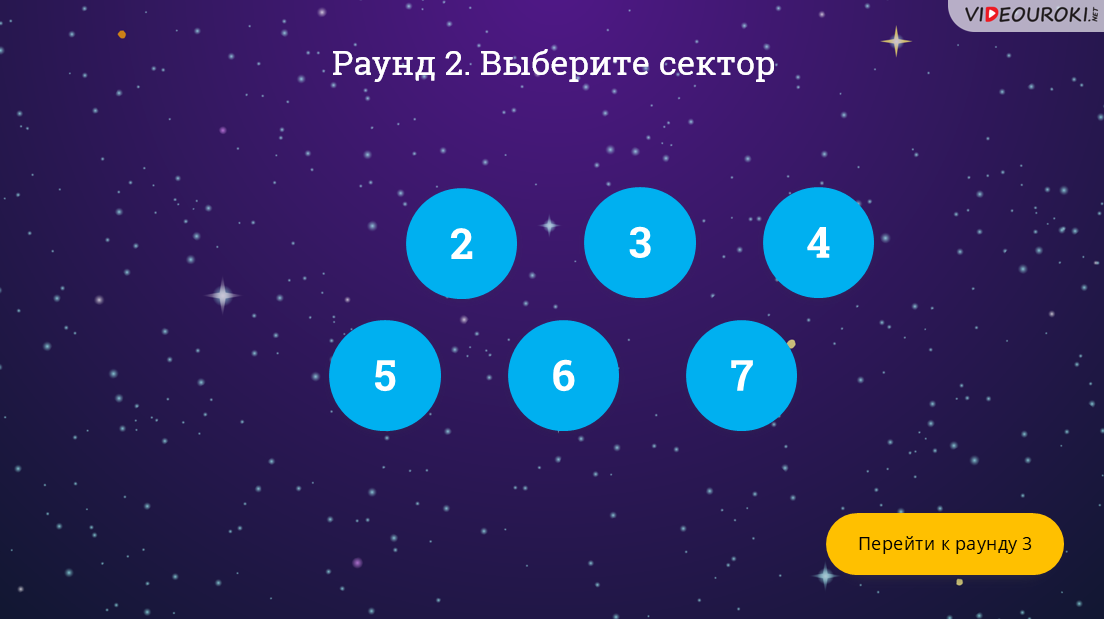 VIDEOUROKI.NET
Раунд 2. Выберите сектор
2 3 4
5 6 7
Перейти к раунду 3